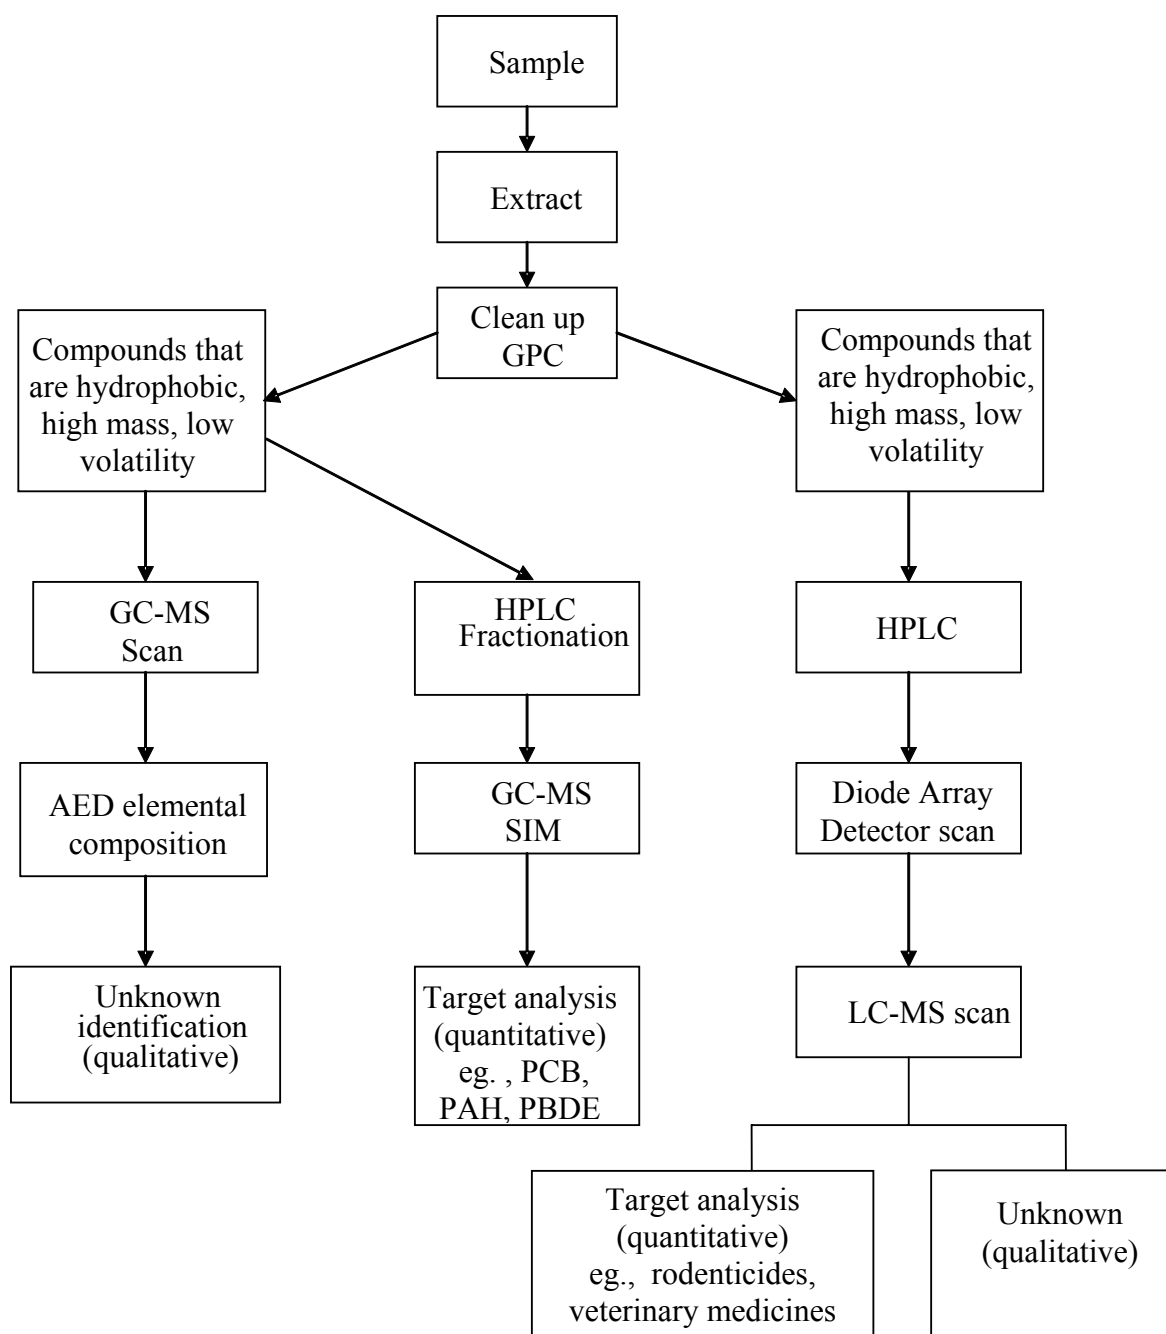 Sample
Extract
Clean up
GPC
Compounds that
are hydrophobic,
high mass, low
volatility
Compounds that
are hydrophobic,
high mass, low
volatility
GC-MS
Scan
HPLC
Fractionation
HPLC
AED elemental
composition
GC-MS
SIM
Diode Array
Detector scan
Unknown
identification
(qualitative)
Target analysis
(quantitative)
eg. , PCB,
PAH, PBDE
LC-MS scan
Target analysis
(quantitative)
eg., rodenticides,
veterinary medicines
Unknown
(qualitative)